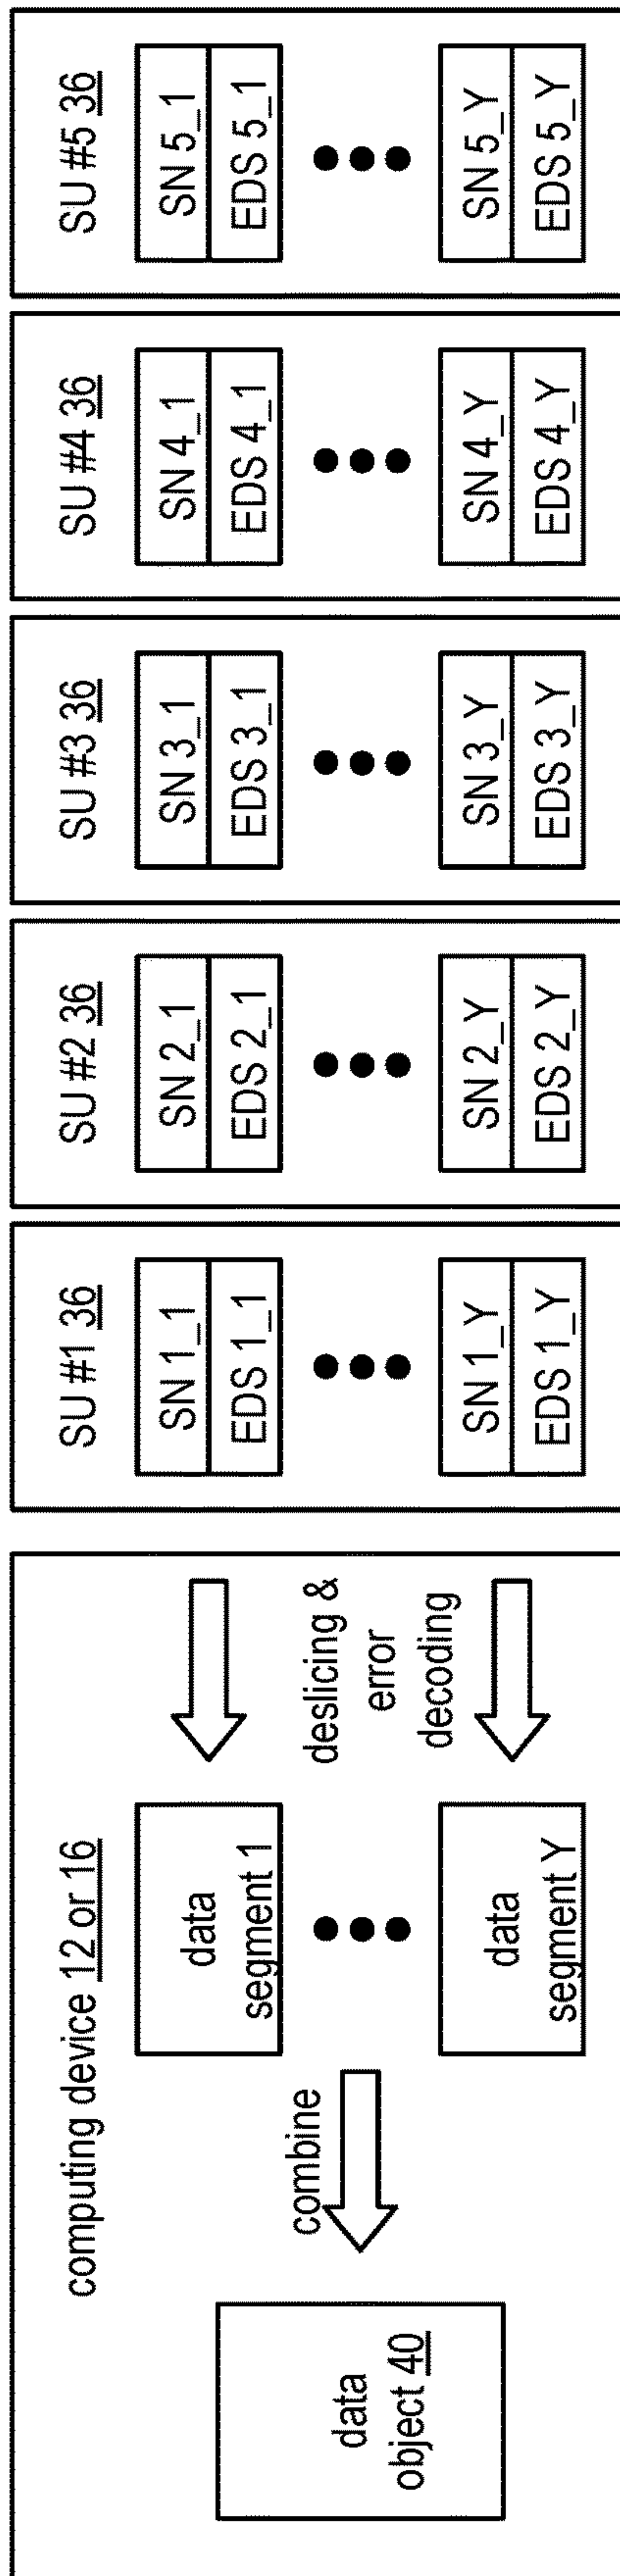 computing device 12 or 16
data
object 40
combine
data
segment 1
data
segment Y
deslicing &
error
decoding
SU #1 36
SN 1_1
EDS 1_1
SN 1_Y
EDS 1_Y
SU #2 36
SN 2_1
EDS 2_1
SN 2_Y
EDS 2_Y
SU #3 36
SN 3_1
EDS 3_1
SN 3_Y
EDS 3_Y
SU #4 36
SN 4_1
EDS 4_1
SN 4_Y
EDS 4_Y
SU #5 36
SN 5_1
EDS 5_1
SN 5_Y
EDS 5_Y